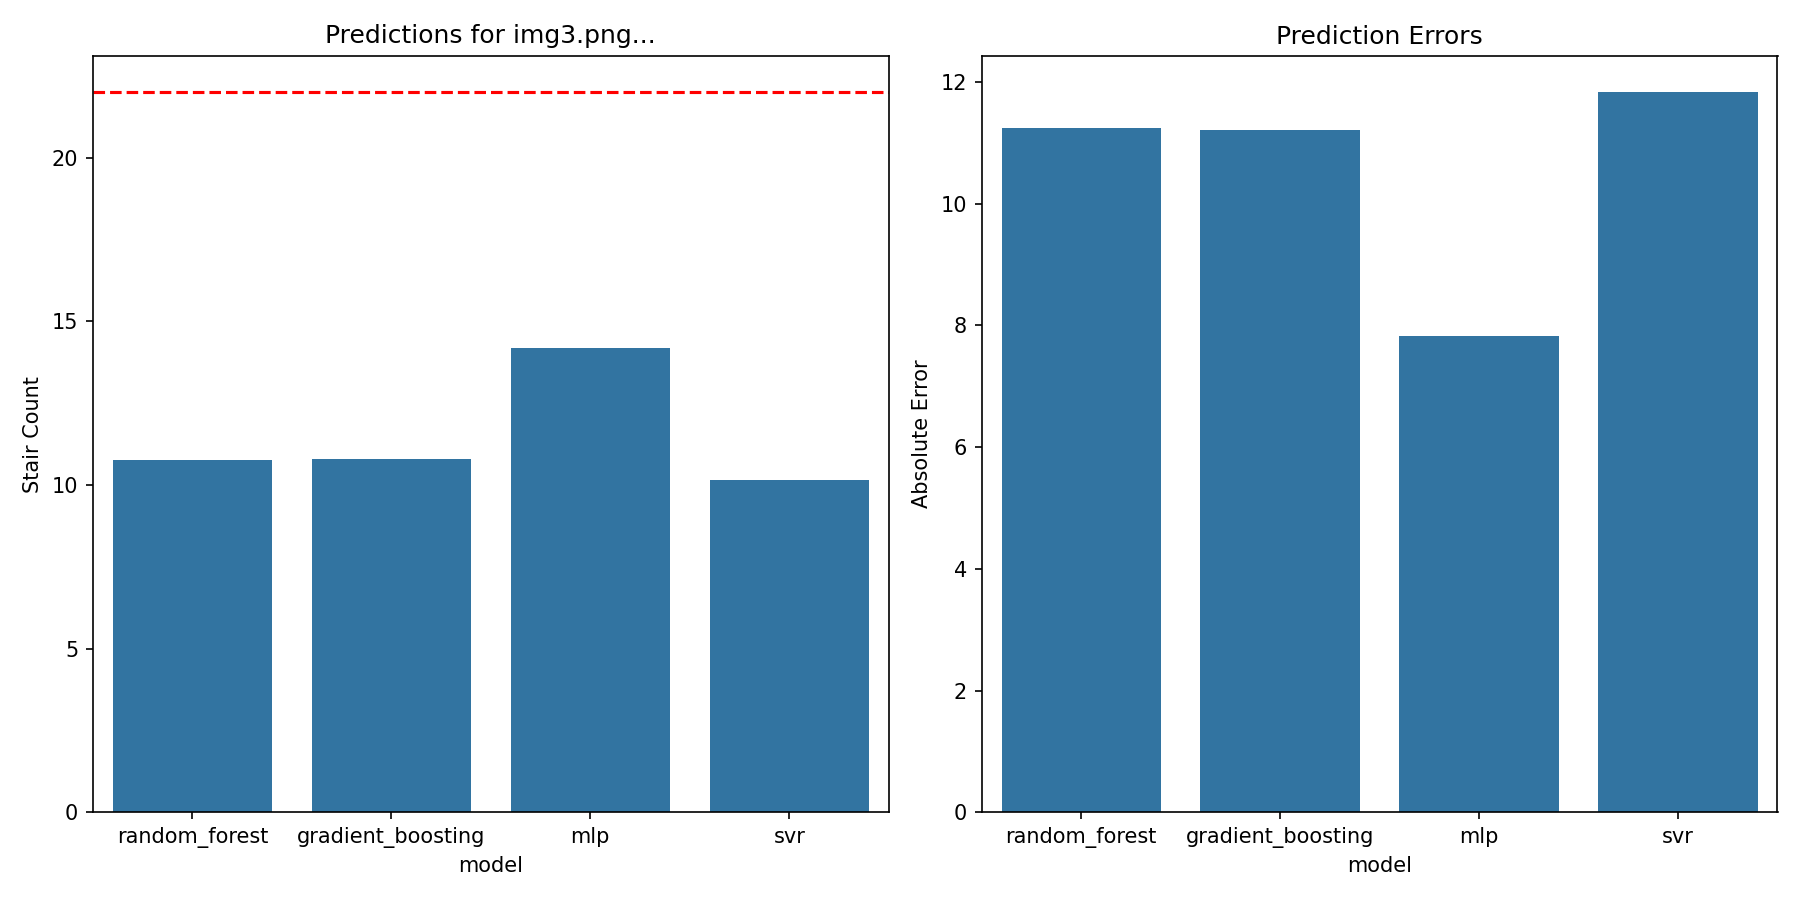 Predictions for img3.png...
Stair Count
20
15
10
5
0
random_forest gradient_boosting mlp svr
model
Prediction Errors
Absolute Error
12
10
8
6
4
2
0
random_forest gradient_boosting mlp svr
model